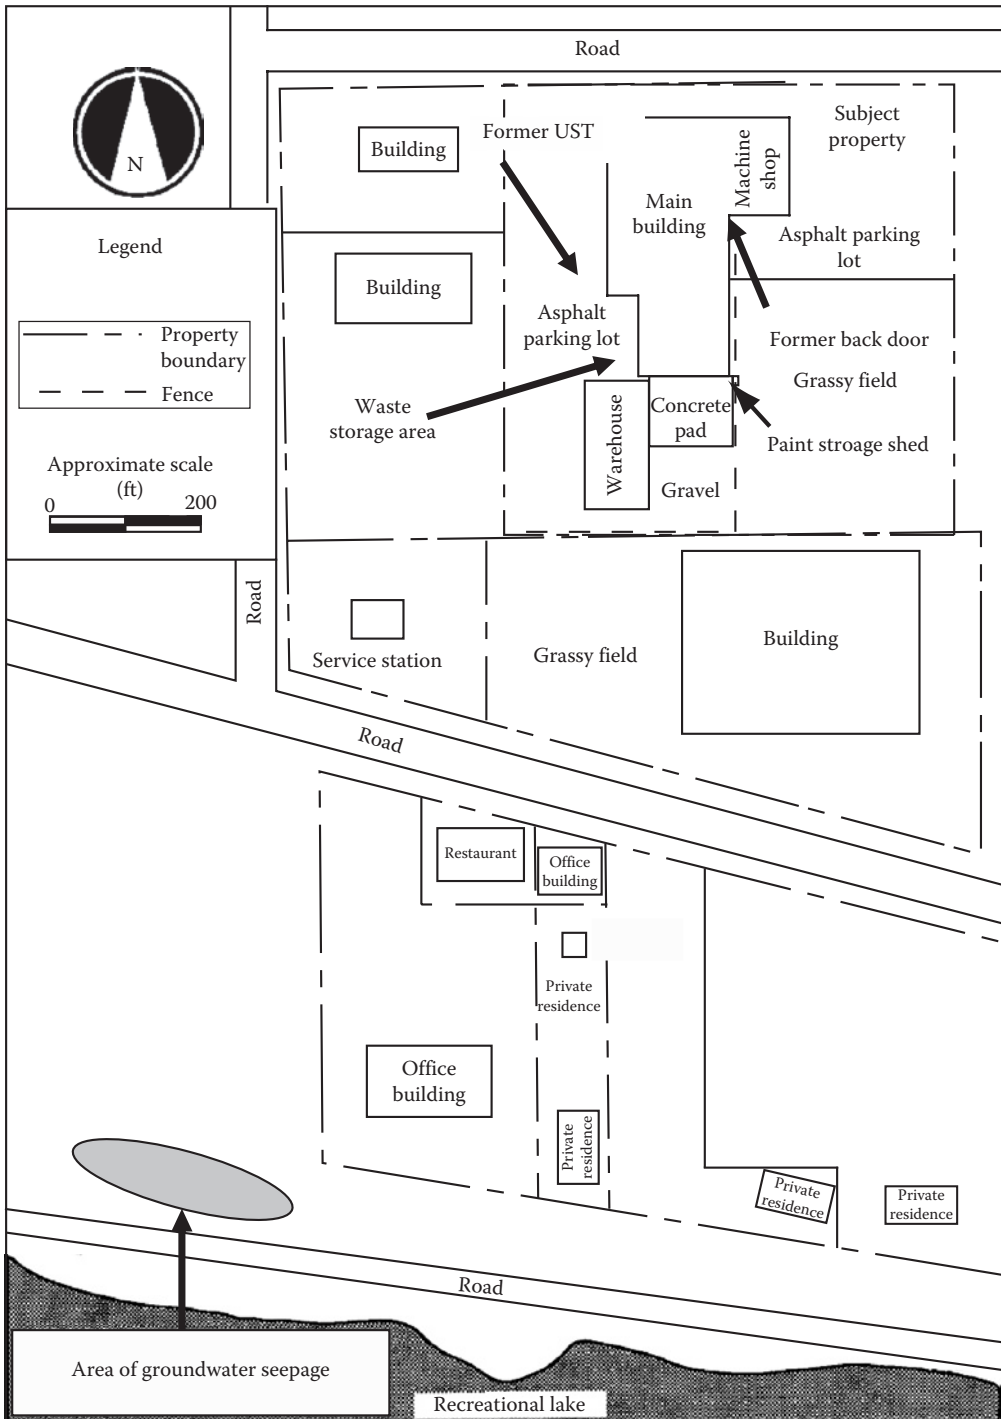 Road
N
Legend
Property
boundary
Fence
Approximate scale
(ft)
0
200
Road
Building
Building
Former UST
Main
building
Machine
shop
Subject
property
Asphalt parking
lot
Asphalt
parking lot
Former back door
Grassy field
Waste
storage area
Warehouse
Concrete
pad
Paint stroage shed
Gravel
Service station
Grassy field
Building
Road
Restaurant
Office
building
Private
residence
Office
building
Private
residence
Private
residence
Private
residence
Road
Area of groundwater seepage
Recreational lake